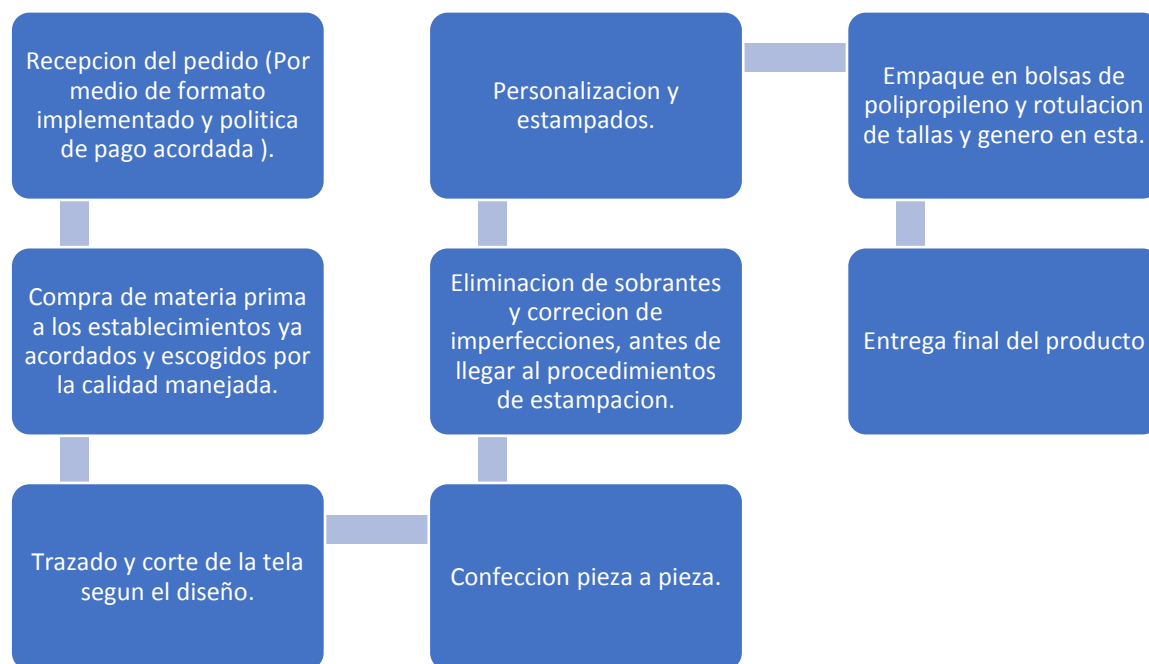 Recepcion del pedido (Por
medio de formato
implementado y politica
de pago acordada ).
Compra de materia prima
a los establecimientos ya
acordados y escogidos por
la calidad manejada.
Trazado y corte de la tela
segun el diseño.
Confeccion pieza a pieza.
Eliminacion de sobrantes
y correcion de
imperfecciones, antes de
llegar al procedimientos
de estampacion.
Personalizacion y
estampados.
Empaque en bolsas de
polipropileno y rotulacion
de tallas y genero en esta.
Entrega final del producto